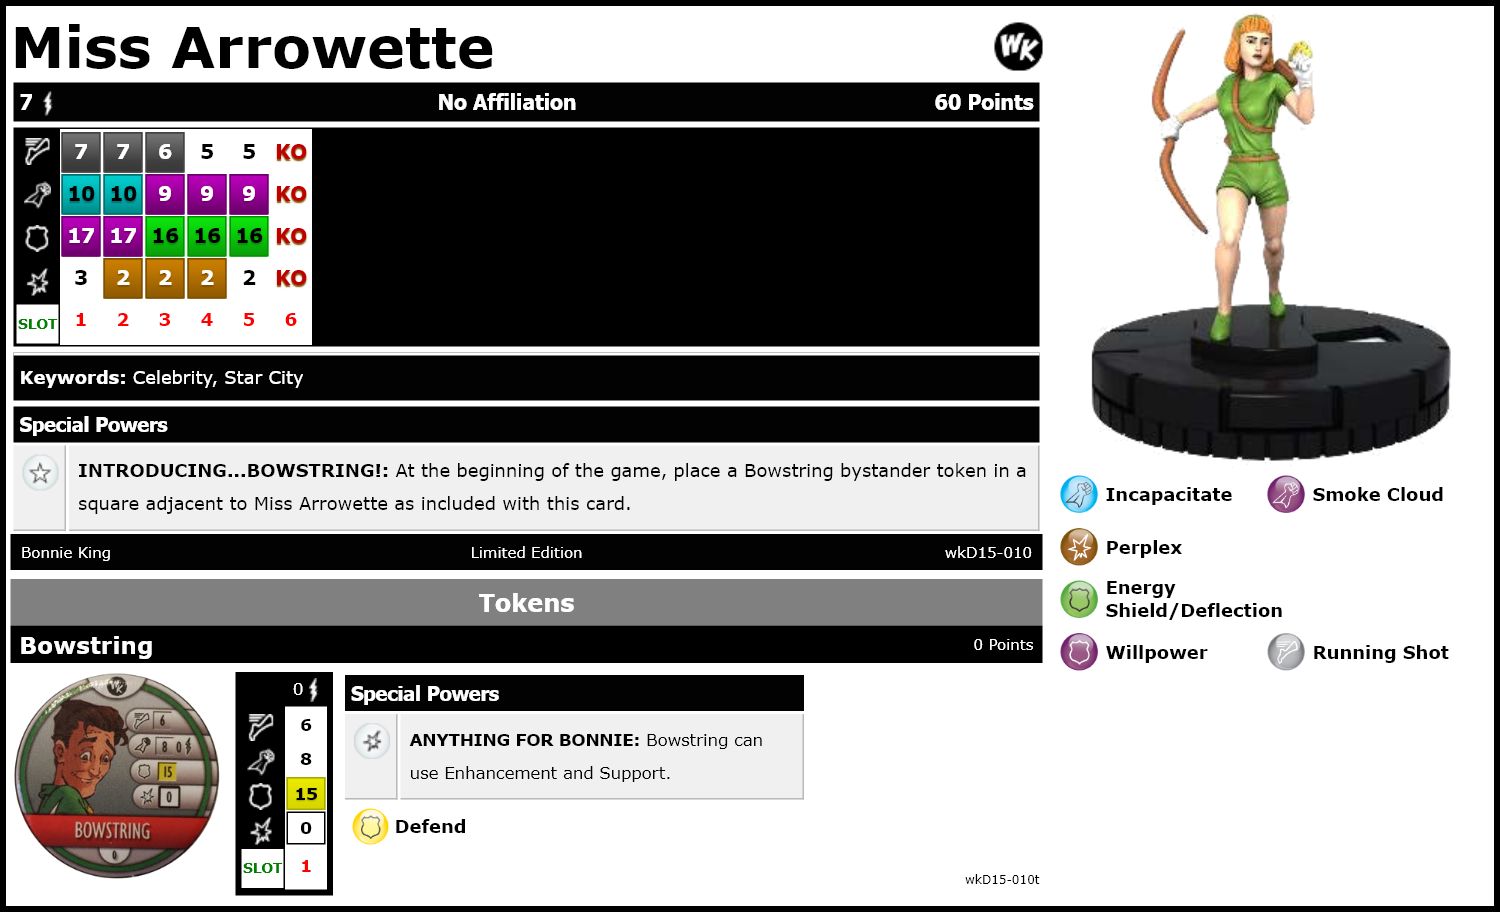 Miss Arrowette
WK
7 No Affiliation 60 Points
7 7 6 5 5 KO
10 10 9 9 9 KO
17 17 16 16 16 KO
3 2 2 2 2 KO
SLOT 1 2 3 4 5 6
Keywords: Celebrity, Star City
Special Powers
INTRODUCING...BOWSTRING!: At the beginning of the game, place a Bowstring bystander token in a
square adjacent to Miss Arrowette as included with this card.
Bonnie King Limited Edition wkD15-010
Incapacitate Smoke Cloud
Perplex
Energy
Shield/Deflection
Willpower Running Shot
Tokens
Bowstring 0 Points
WK
6
8 0
15
0
BOWSTRING
0
0
6
8
15
0
SLOT 1
Special Powers
ANYTHING FOR BONNIE: Bowstring can
use Enhancement and Support.
Defend
wkD15-010t